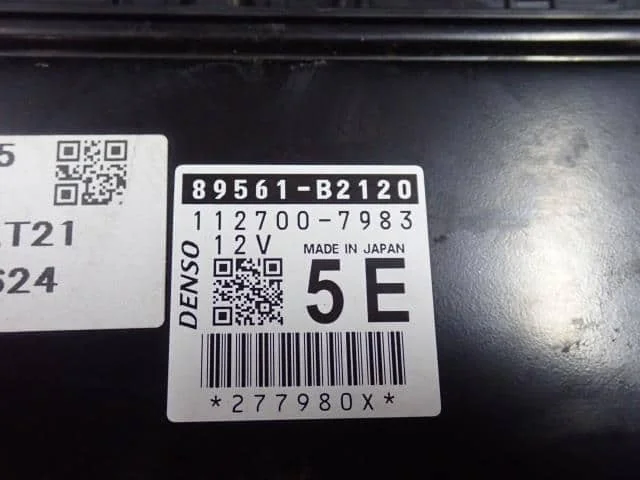 5
T21
624
89561-B2120
112700-7983
12V
MADE IN JAPAN
DENSO
5E
*277980X*